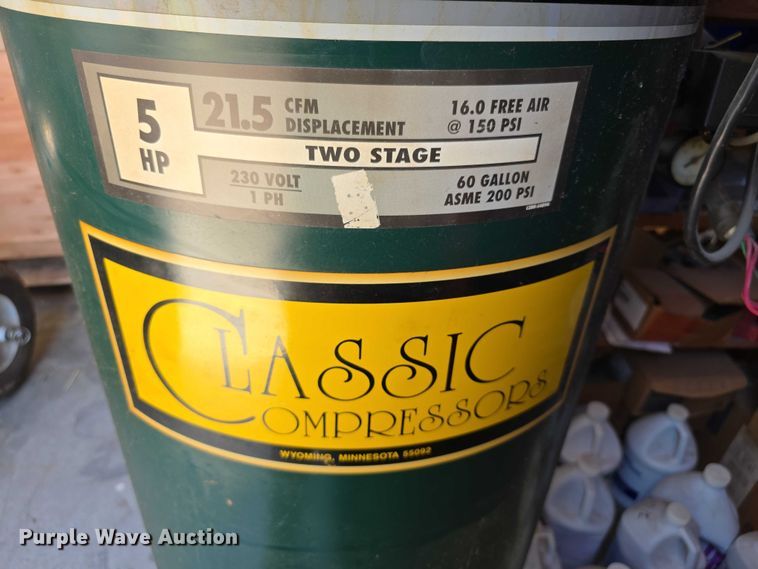 5
HP
21.5 CFM
DISPLACEMENT
16.0 FREE AIR
@ 150 PSI
TWO STAGE
230 VOLT
1 PH
60 GALLON
ASME 200 PSI
CLASSIC
COMPRESSORS
WYOMING, MINNESOTA 55092
Purple Wave Auction